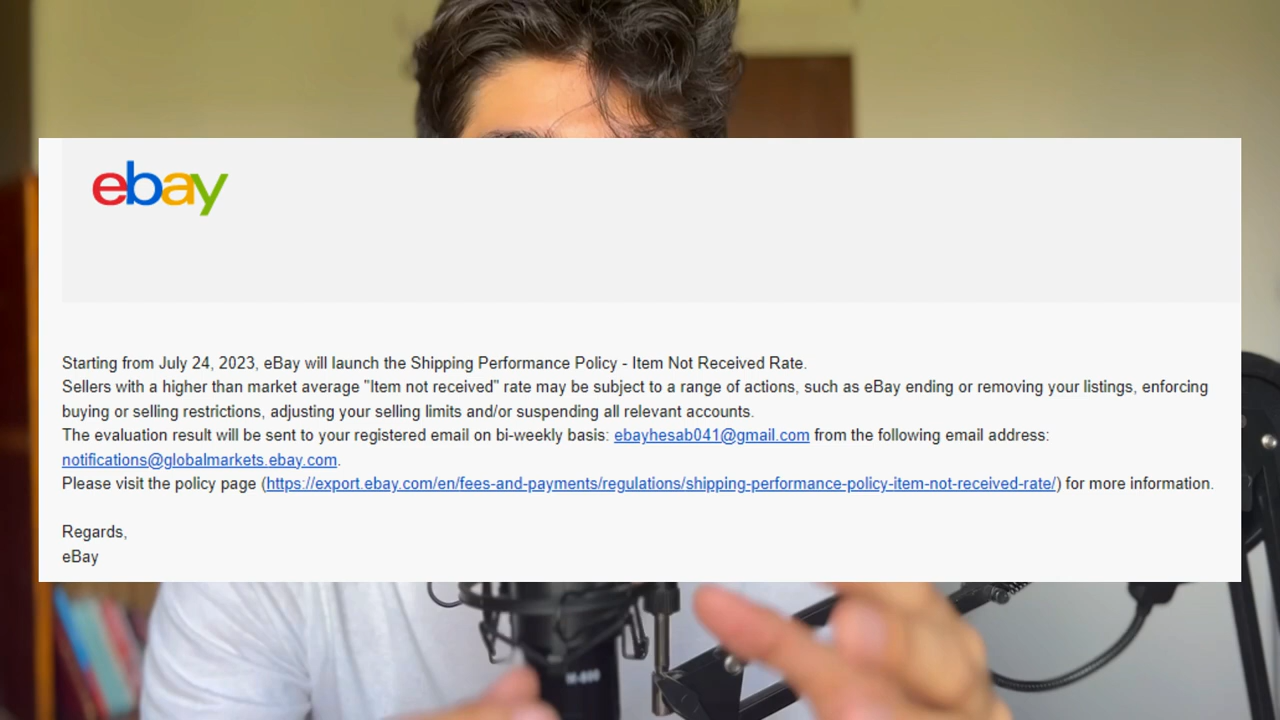 ebay
Starting from July 24, 2023, eBay will launch the Shipping Performance Policy - Item Not Received Rate.
Sellers with a higher than market average "Item not received" rate may be subject to a range of actions, such as eBay ending or removing your listings, enforcing
buying or selling restrictions, adjusting your selling limits and/or suspending all relevant accounts.
The evaluation result will be sent to your registered email on bi-weekly basis: ebayhesab041@gmail.com from the following email address:
notifications@globalmarkets.ebay.com.
Please visit the policy page (https://export.ebay.com/en/fees-and-payments/regulations/shipping-performance-policy-item-not-received-rate/) for more information.
Regards,
eBay
M-800